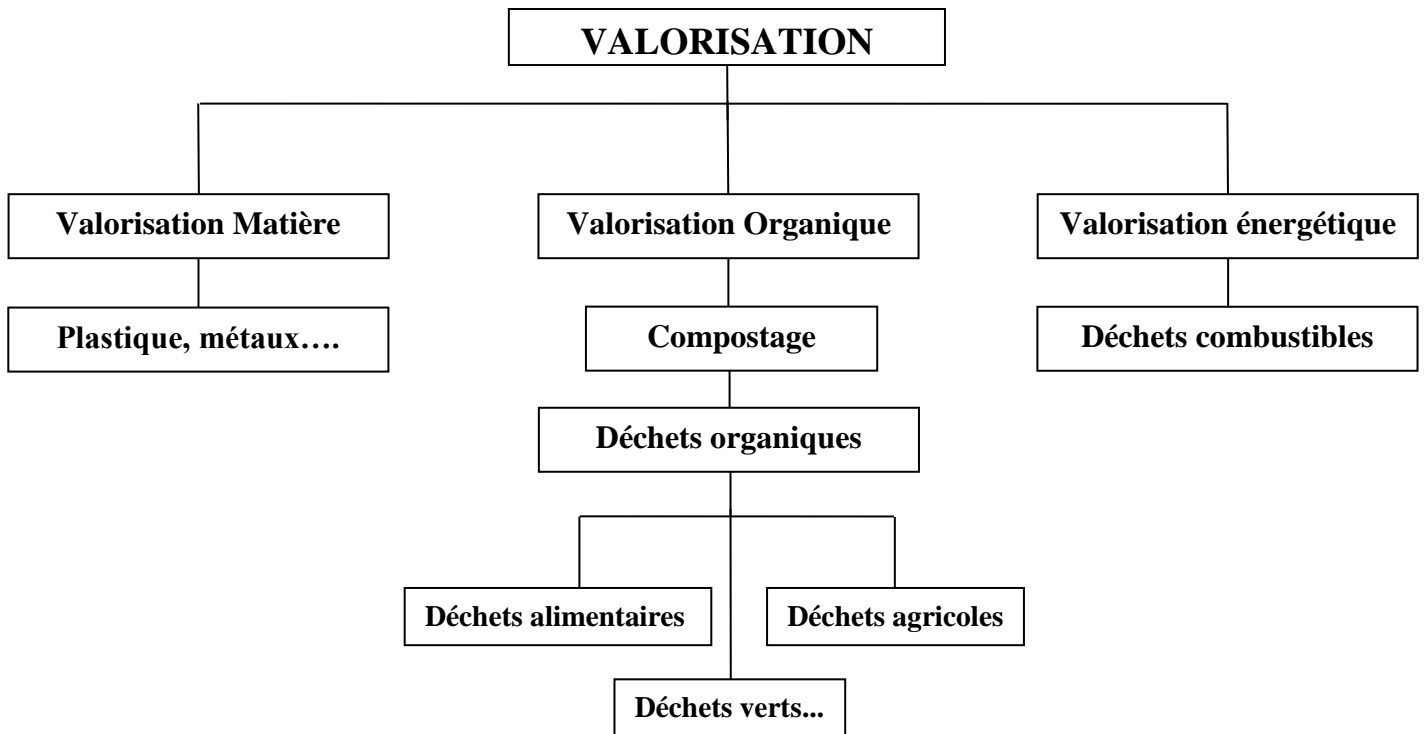 VALORISATION
Valorisation Matière
Valorisation Organique
Valorisation énergétique
Plastique, métaux….
Compostage
Déchets combustibles
Déchets organiques
Déchets alimentaires
Déchets agricoles
Déchets verts...